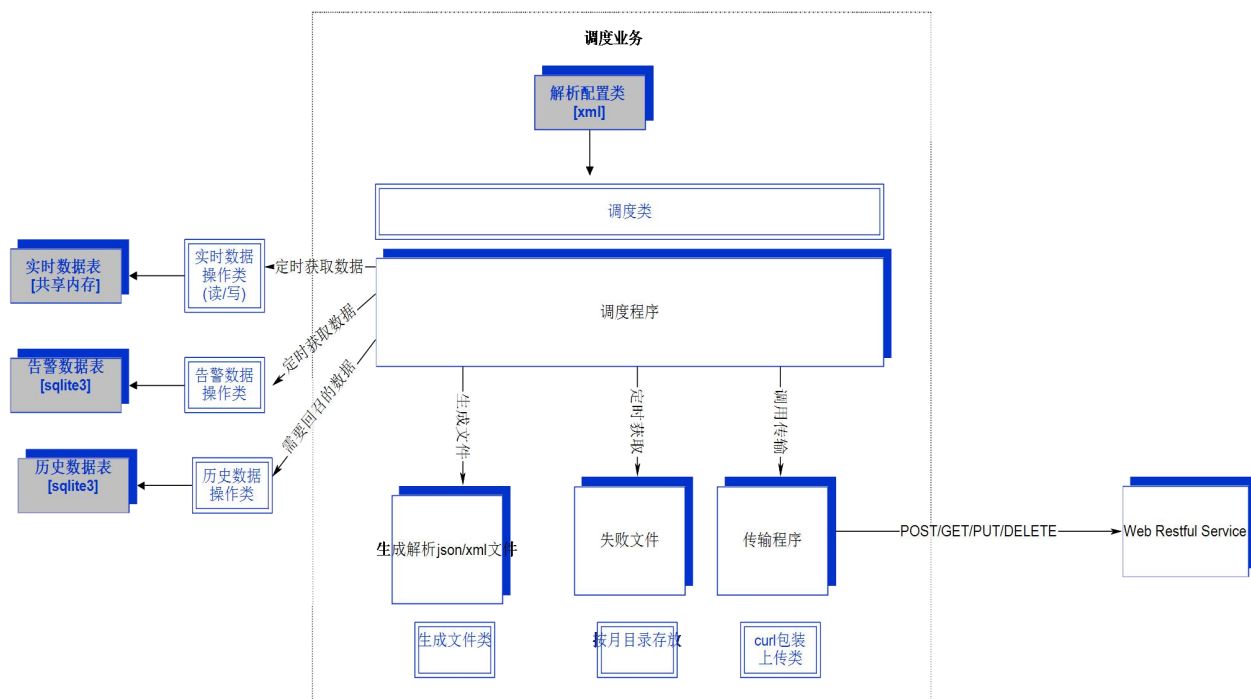 调度业务
解析配置类
[xml]
调度类
实时数据表
[共享内存]
实时数据
操作类
(读/写)
定时获取数据
调度程序
定时获取数据
告警数据表
[sqlite3]
告警数据
操作类
需要回召的数据
历史数据表
[sqlite3]
历史数据
操作类
生成文件
定时获取
调用传输
生成解析json/xml文件
失败文件
传输程序
POST/GET/PUT/DELETE
Web Restful Service
生成文件类
按月目录存放
curl包装
上传类